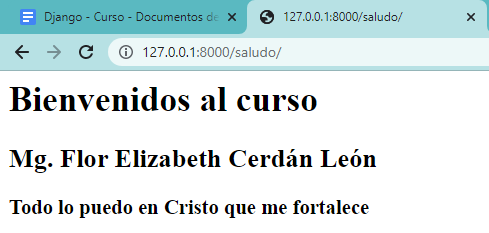 Django - Curso - Documentos de
127.0.0.1:8000/saludo/
127.0.0.1:8000/saludo/
Bienvenidos al curso
Mg. Flor Elizabeth Cerdán León
Todo lo puedo en Cristo que me fortalece